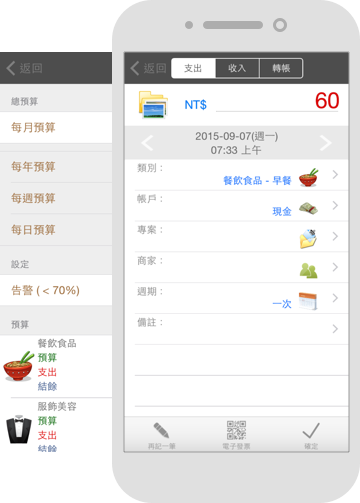 返回
總預算
每月預算
每年預算
每週預算
每日預算
設定
告警 ( < 70%)
預算
餐飲食品
預算
支出
結餘
服飾美容
預算
支出
結餘
返回 支出 收入 轉帳
NT$ 60
2015-09-07(週一)
07:33 上午
類別：
餐飲食品 - 早餐
帳戶：
現金
專案：
商家：
週期：
一次
備註：
再記一筆 電子發票 確定